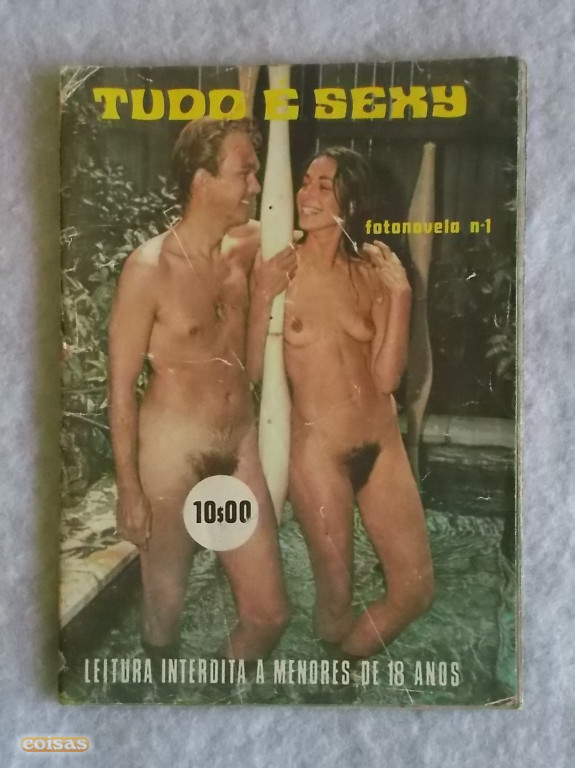 TUDO E SEXY
fotonovela n-1
10$00
LEITURA INTERDITA A MENORES DE 18 ANOS
coisas